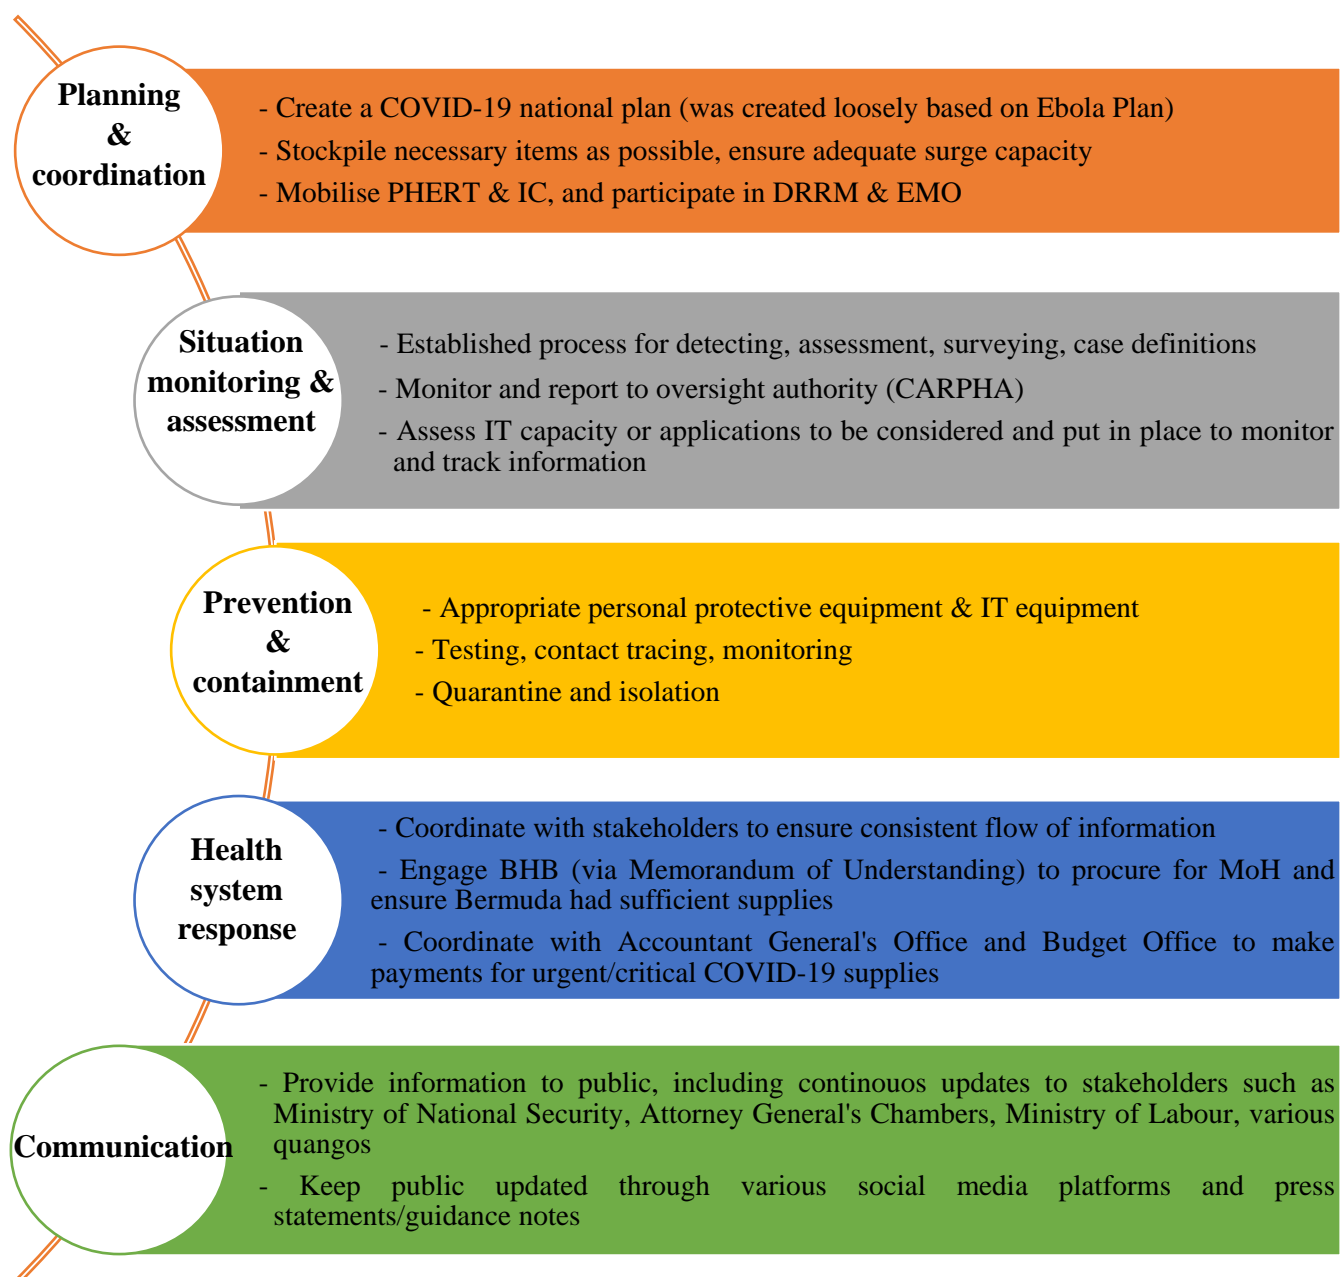 Planning
&
coordination
- Create a COVID-19 national plan (was created loosely based on Ebola Plan)
- Stockpile necessary items as possible, ensure adequate surge capacity
- Mobilise PHERT & IC, and participate in DRRM & EMO
Situation
monitoring &
assessment
- Established process for detecting, assessment, surveying, case definitions
- Monitor and report to oversight authority (CARPHA)
- Assess IT capacity or applications to be considered and put in place to monitor
and track information
Prevention
&
containment
- Appropriate personal protective equipment & IT equipment
- Testing, contact tracing, monitoring
- Quarantine and isolation
Health
system
response
- Coordinate with stakeholders to ensure consistent flow of information
- Engage BHB (via Memorandum of Understanding) to procure for MoH and
ensure Bermuda had sufficient supplies
- Coordinate with Accountant General's Office and Budget Office to make
payments for urgent/critical COVID-19 supplies
Communication
- Provide information to public, including continouos updates to stakeholders such as
Ministry of National Security, Attorney General's Chambers, Ministry of Labour, various
quangos
- Keep public updated through various social media platforms and press
statements/guidance notes